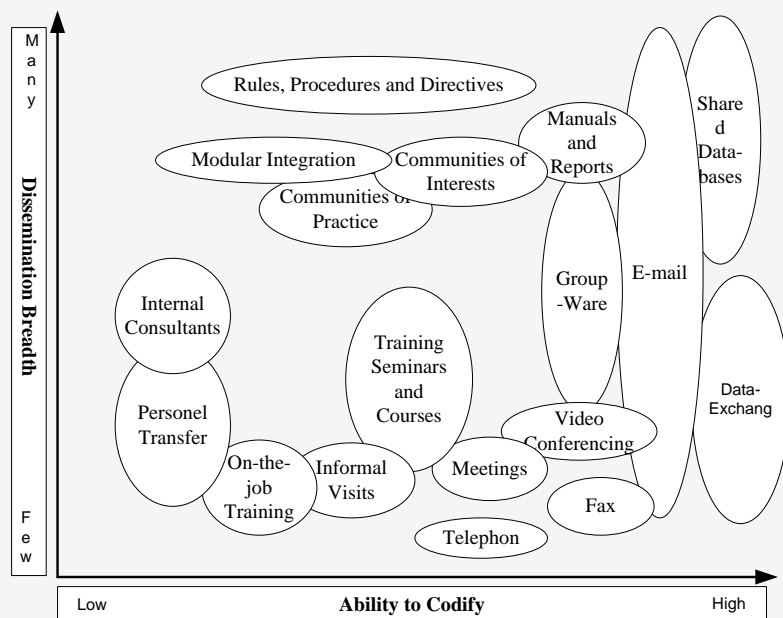 M
a
n
y
Dissemination Breadth
F
e
w
Rules, Procedures and Directives
Manuals
and
Reports
Share
d
Data-
bases
Modular Integration
Communities of
Interests
Communities of
Practice
Internal
Consultants
Group
-Ware
E-mail
Training
Seminars
and
Courses
Personel
Transfer
Data-
Exchang
Video
Conferencing
On-the-
job
Training
Informal
Visits
Meetings
Fax
Telephon
Low
Ability to Codify
High